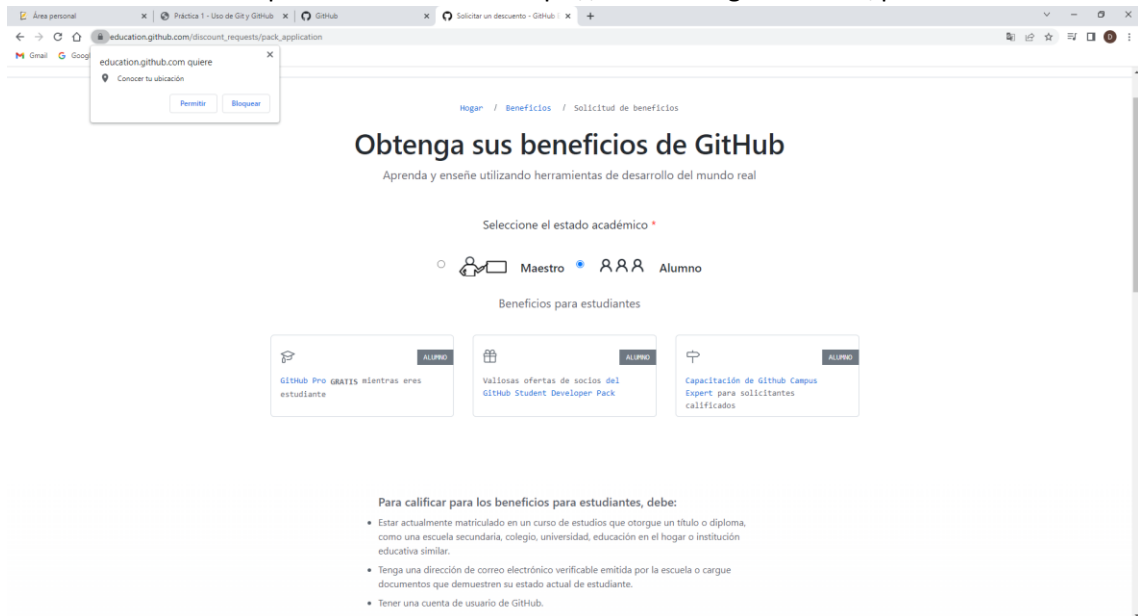 Área personal
Práctica 1 - Uso de Git y GitHub
GitHub
Solicitar un descuento - GitHub
education.github.com/discount_requests/pack_application
Gmail
Goog
education.github.com quiere
Conocer tu ubicación
Permitir
Bloquear
Hogar / Beneficios / Solicitud de beneficios
Obtenga sus beneficios de GitHub
Aprenda y enseñe utilizando herramientas de desarrollo del mundo real
Seleccione el estado académico *
Maestro
Alumno
Beneficios para estudiantes
ALUMNO
GitHub Pro GRATIS mientras eres
estudiante
ALUMNO
Valiosas ofertas de socios del
GitHub Student Developer Pack
ALUMNO
Capacitación de Github Campus
Expert para solicitantes
calificados
Para calificar para los beneficios para estudiantes, debe:
• Estar actualmente matriculado en un curso de estudios que otorgue un título o diploma,
como una escuela secundaria, colegio, universidad, educación en el hogar o institución
educativa similar.
• Tenga una dirección de correo electrónico verificable emitida por la escuela o cargue
documentos que demuestren su estado actual de estudiante.
• Tener una cuenta de usuario de GitHub.